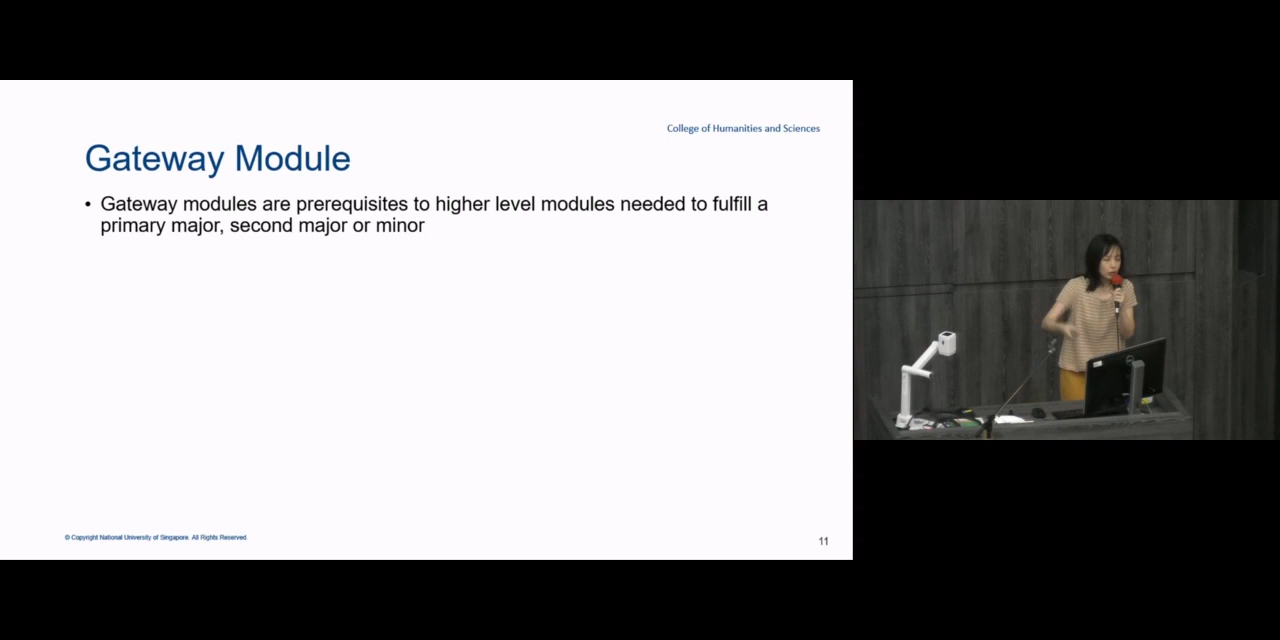 College of Humanities and Sciences
Gateway Module
• Gateway modules are prerequisites to higher level modules needed to fulfill a
primary major, second major or minor
© Copyright National University of Singapore. All Rights Reserved
11